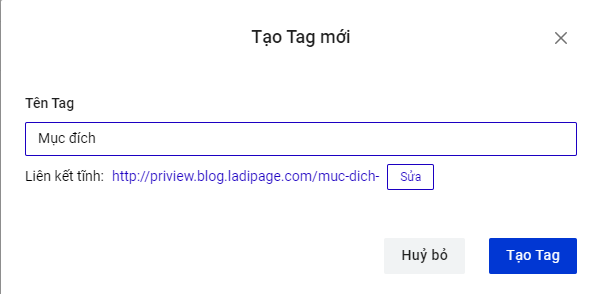 Tạo Tag mới
Tên Tag
Mục đích
Liên kết tĩnh: http://priview.blog.ladipage.com/muc-dich- Sửa
Huỷ bỏ Tạo Tag